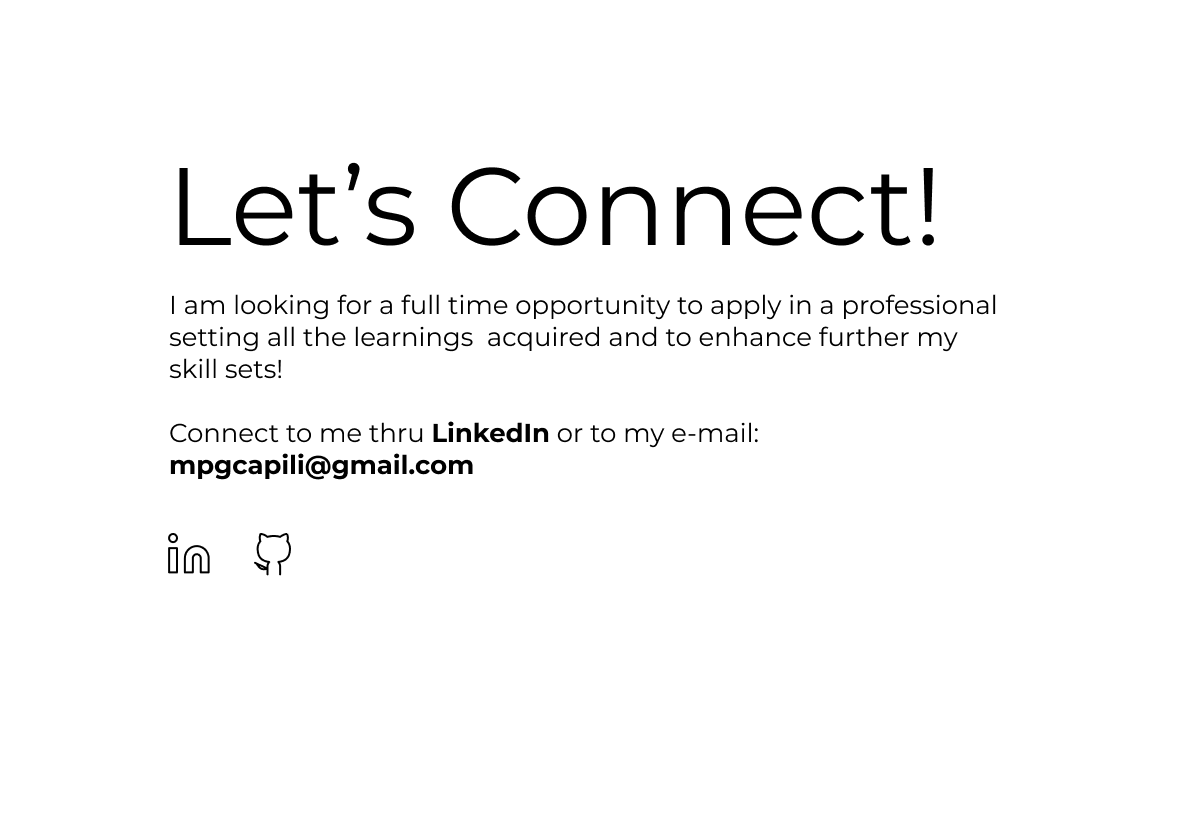 Let’s Connect!
I am looking for a full time opportunity to apply in a professional
setting all the learnings  acquired and to enhance further my
skill sets!
Connect to me thru LinkedIn or to my e-mail:
mpgcapili@gmail.com
in